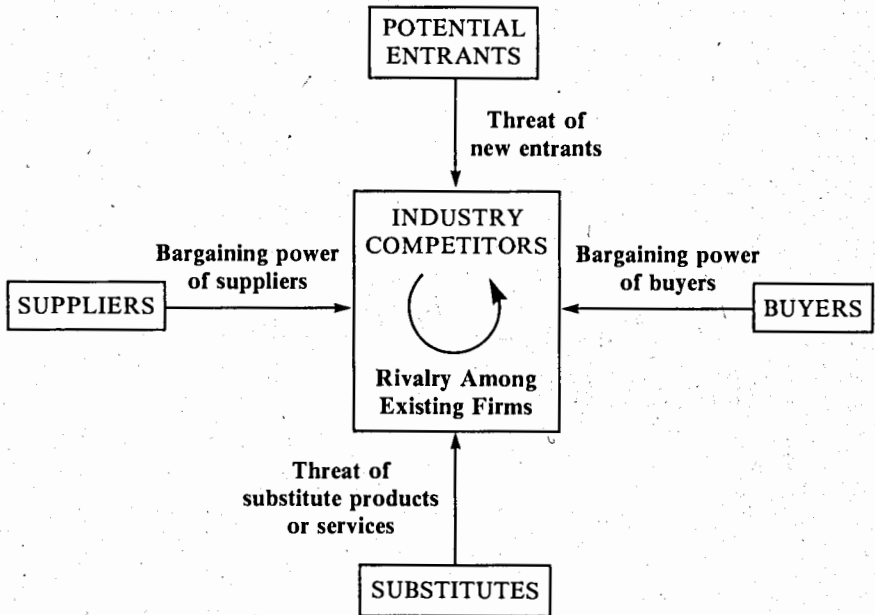 POTENTIAL
ENTRANTS
Threat of
new entrants
INDUSTRY
COMPETITORS
Bargaining power
of suppliers
Bargaining power
of buyers
SUPPLIERS
BUYERS
Rivalry Among
Existing Firms
Threat of
substitute products
or services
SUBSTITUTES